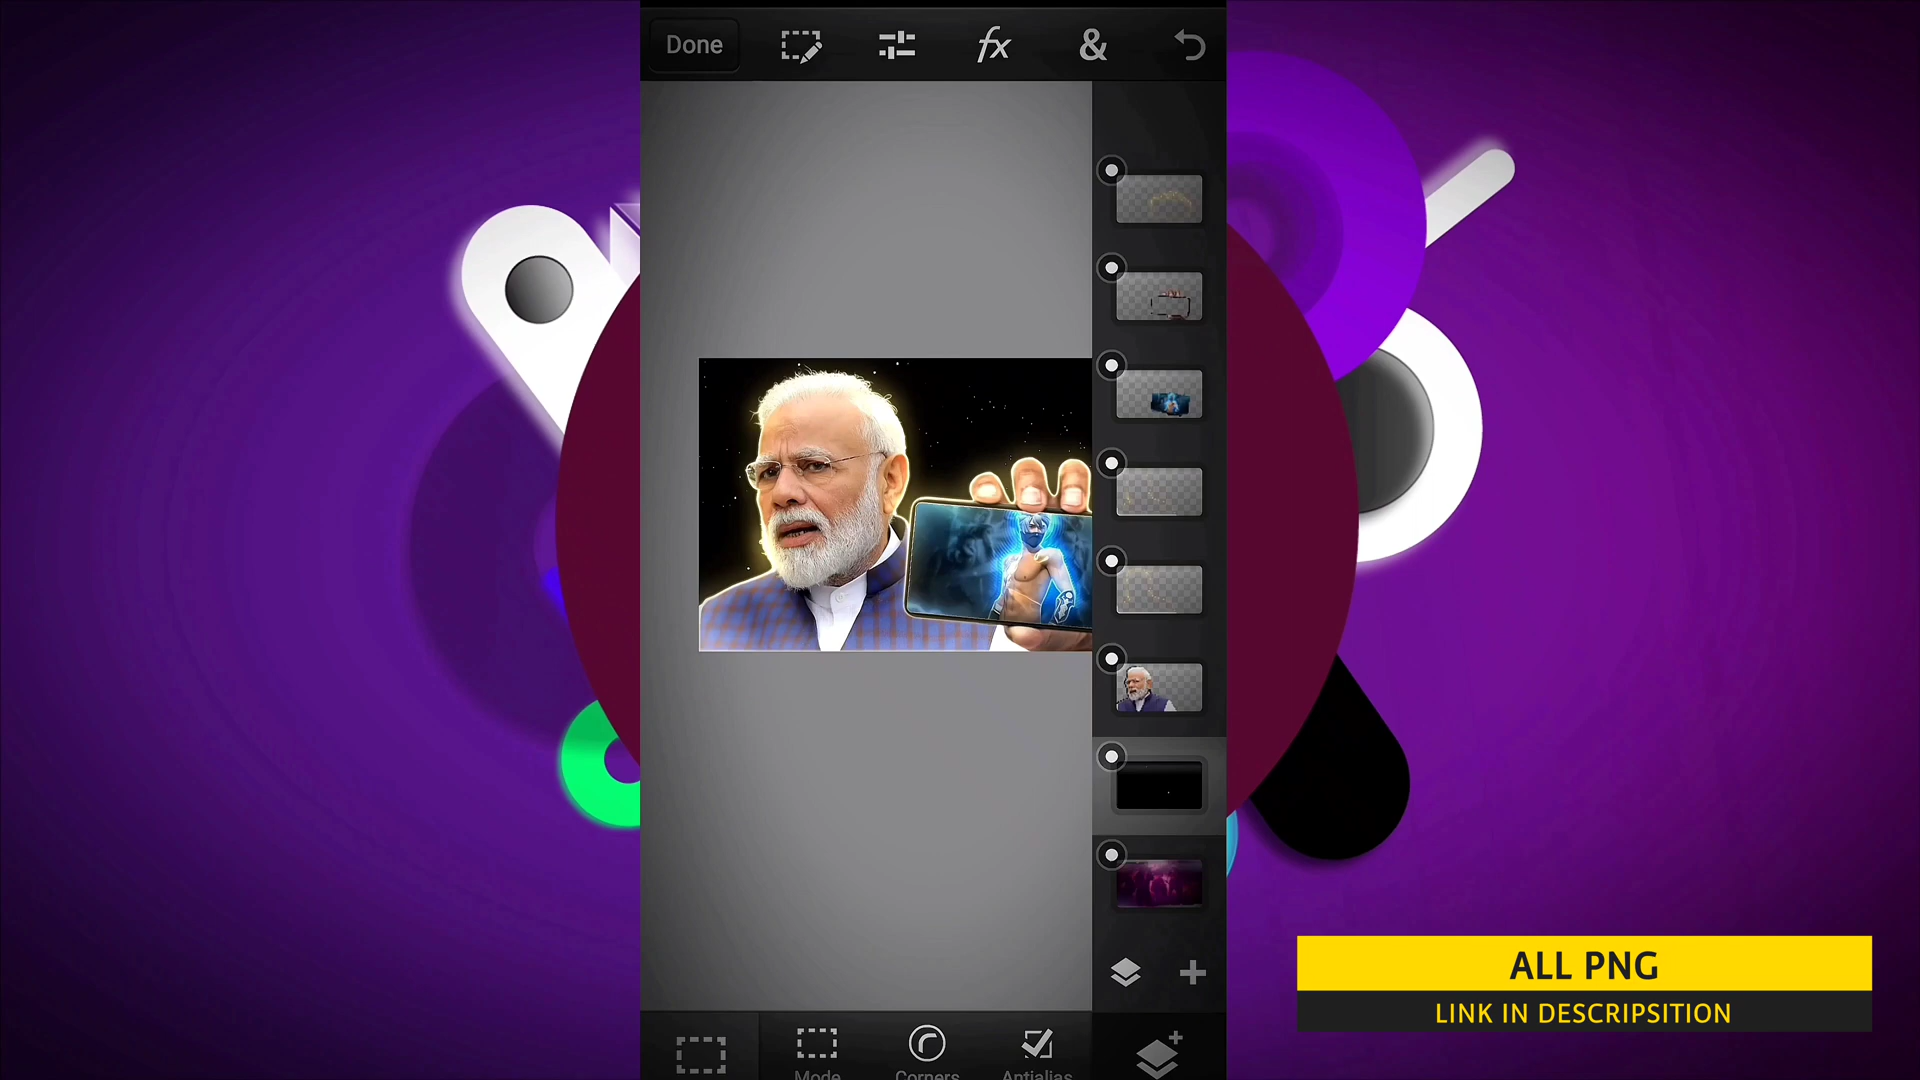 Done
fx
&
Mode
Corners
Antialias
ALL PNG
LINK IN DESCRIPSITION